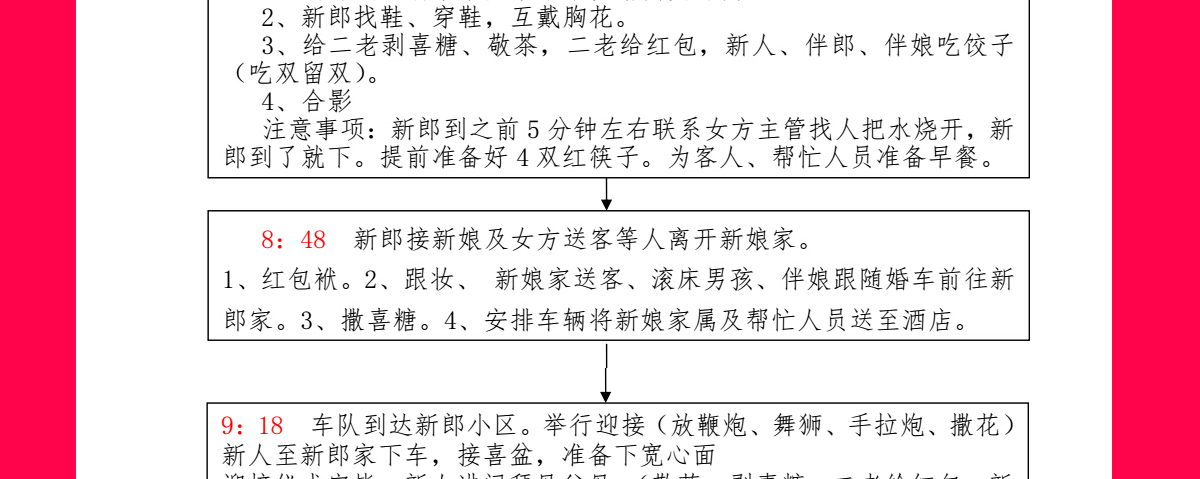 2、新郎找鞋、穿鞋，互戴胸花。
3、给二老剥喜糖、敬茶，二老给红包，新人、伴郎、伴娘吃饺子
（吃双留双）。
4、合影
注意事项：新郎到之前 5 分钟左右联系女方主管找人把水烧开，新
郎到了就下。提前准备好 4 双红筷子。为客人、帮忙人员准备早餐。
8：48 新郎接新娘及女方送客等人离开新娘家。
1、红包袱。2、跟妆、 新娘家送客、滚床男孩、伴娘跟随婚车前往新
郎家。3、撒喜糖。4、安排车辆将新娘家属及帮忙人员送至酒店。
9：18 车队到达新郎小区。举行迎接（放鞭炮、舞狮、手拉炮、撒花）
新人至新郎家下车，接喜盆，准备下宽心面